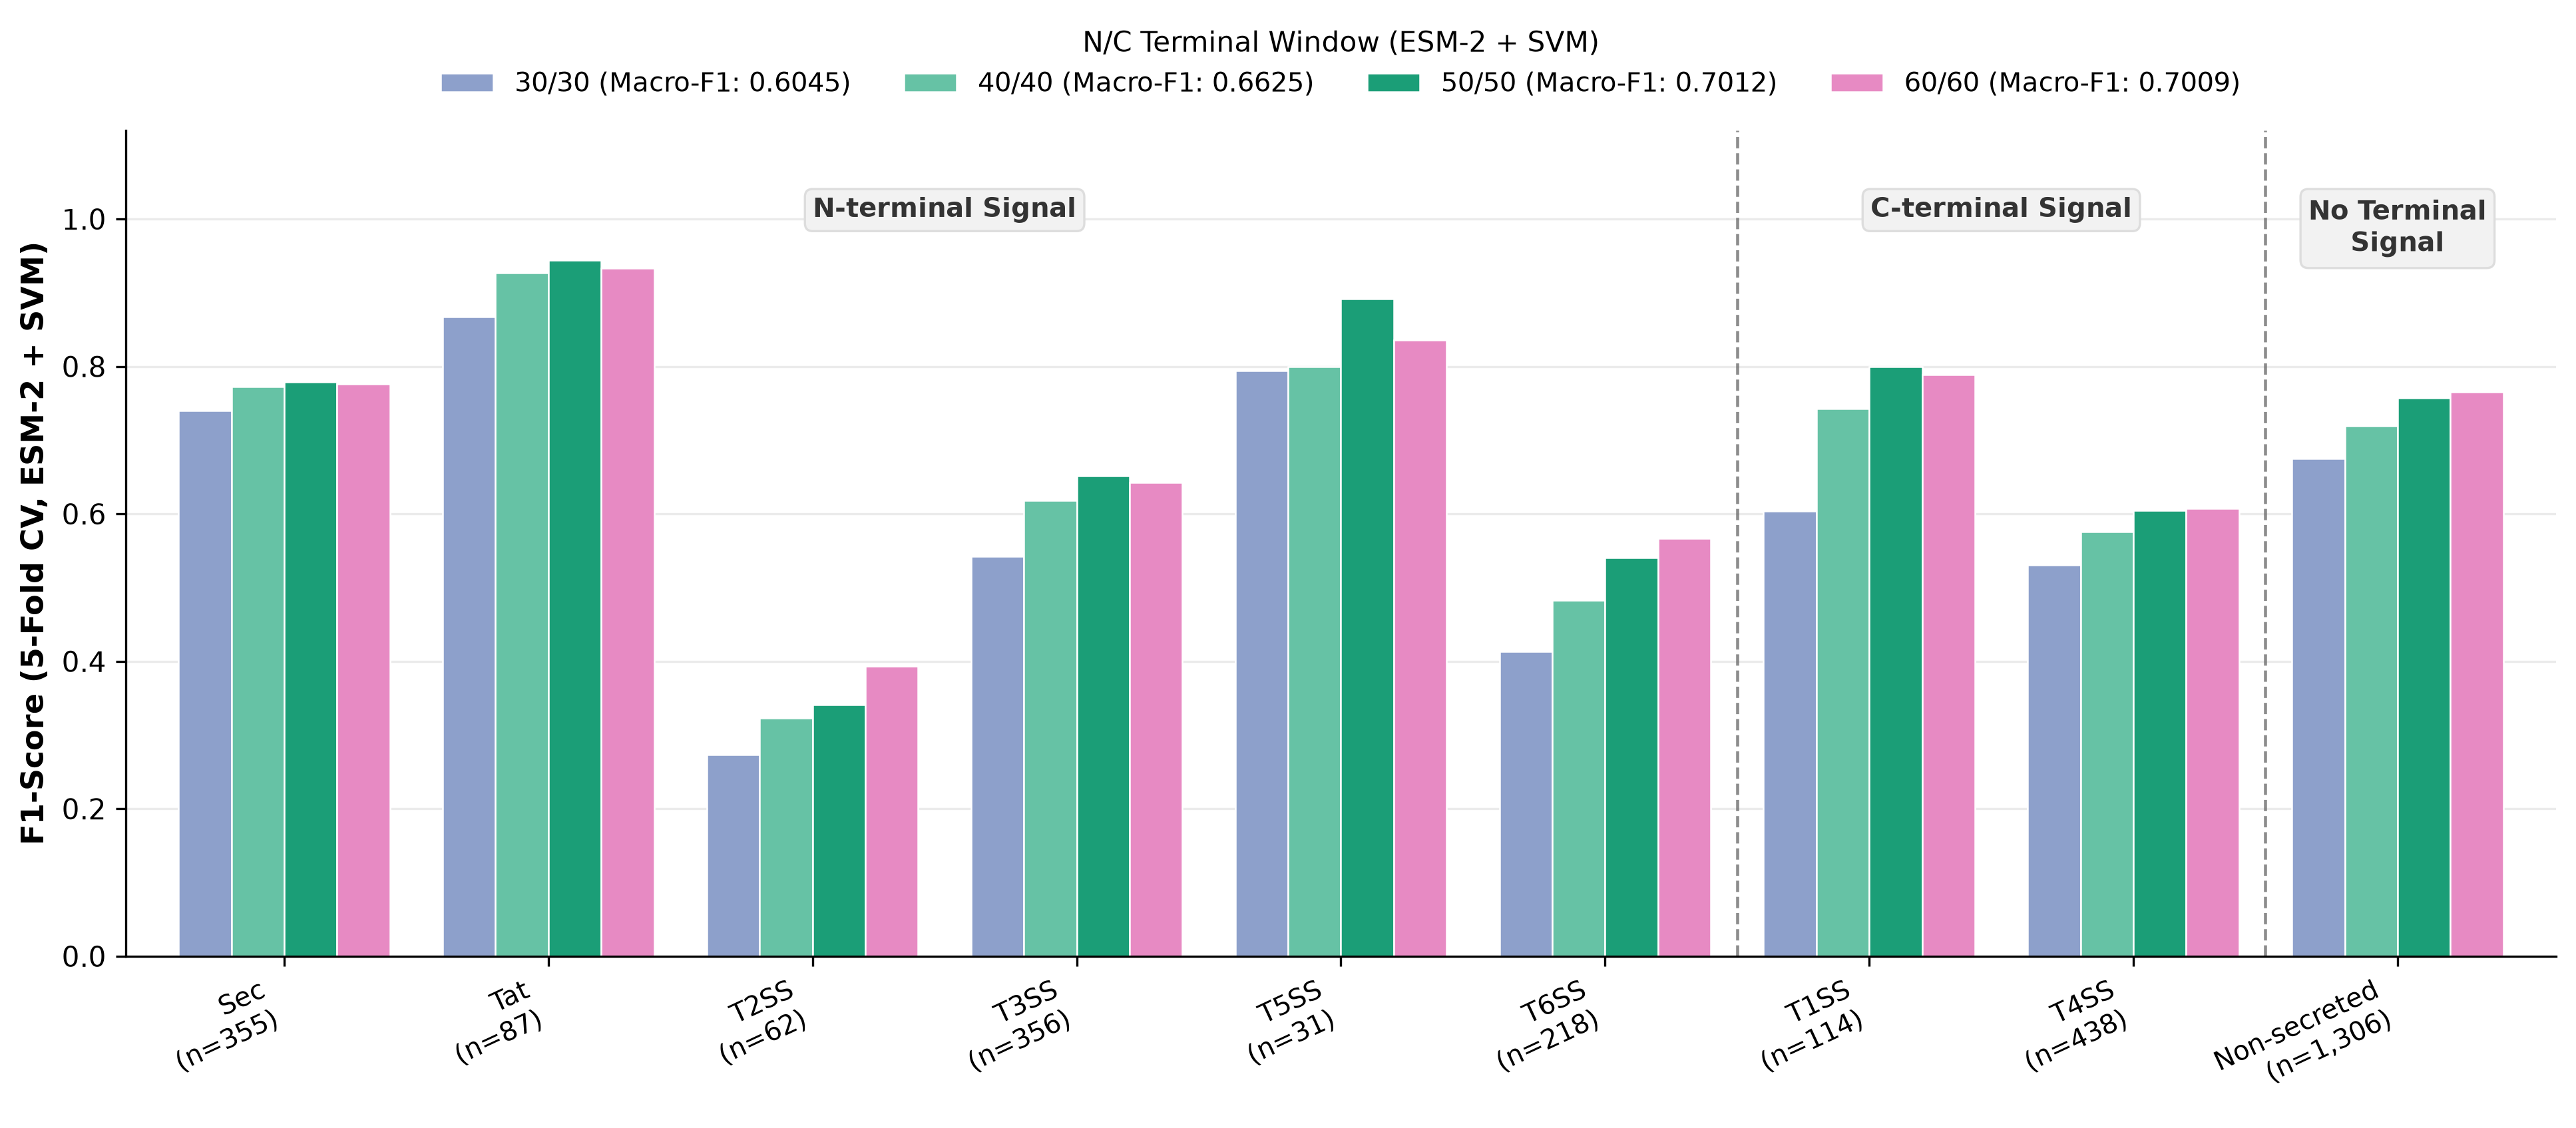 N/C Terminal Window (ESM-2 + SVM)
30/30 (Macro-F1: 0.6045)
40/40 (Macro-F1: 0.6625)
50/50 (Macro-F1: 0.7012)
60/60 (Macro-F1: 0.7009)
F1-Score (5-Fold CV, ESM-2 + SVM)
1.0
0.8
0.6
0.4
0.2
0.0
N-terminal Signal
C-terminal Signal
No Terminal
Signal
Sec
(n=355)
Tat
(n=87)
T2SS
(n=62)
T3SS
(n=356)
T5SS
(n=31)
T6SS
(n=218)
T1SS
(n=114)
T4SS
(n=438)
Non-secreted
(n=1,306)